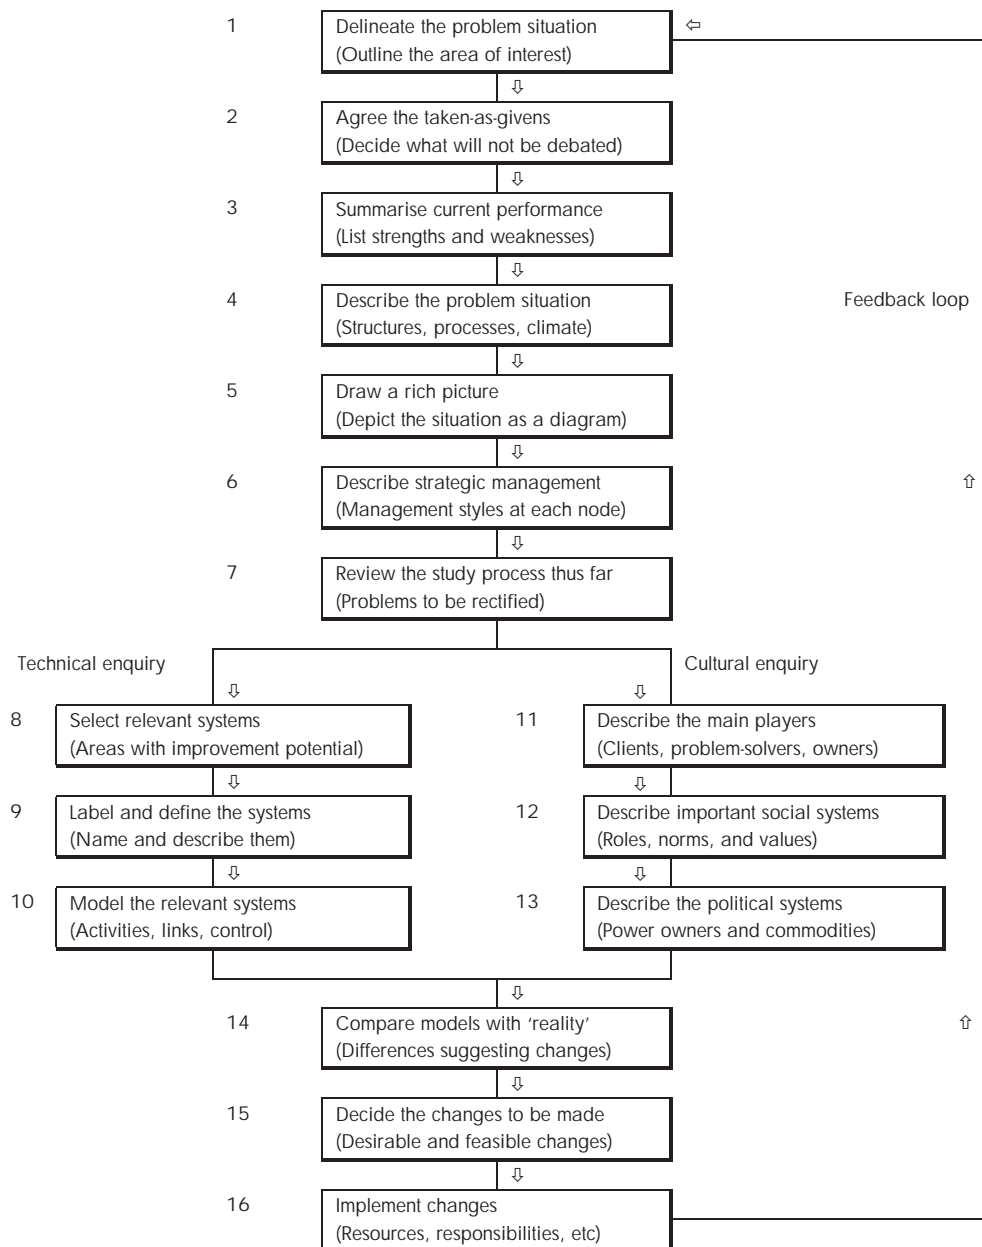 1
Delineate the problem situation
(Outline the area of interest)
⇦
⇩
2
Agree the taken-as-givens
(Decide what will not be debated)
⇩
3
Summarise current performance
(List strengths and weaknesses)
⇩
4
Describe the problem situation
(Structures, processes, climate)
Feedback loop
⇩
5
Draw a rich picture
(Depict the situation as a diagram)
⇩
6
Describe strategic management
(Management styles at each node)
⇧
⇩
7
Review the study process thus far
(Problems to be rectified)
Technical enquiry
⇩
8
Select relevant systems
(Areas with improvement potential)
⇩
9
Label and define the systems
(Name and describe them)
⇩
10
Model the relevant systems
(Activities, links, control)
Cultural enquiry
⇩
11
Describe the main players
(Clients, problem-solvers, owners)
⇩
12
Describe important social systems
(Roles, norms, and values)
⇩
13
Describe the political systems
(Power owners and commodities)
⇩
14
Compare models with ‘reality’
(Differences suggesting changes)
⇧
⇩
15
Decide the changes to be made
(Desirable and feasible changes)
⇩
16
Implement changes
(Resources, responsibilities, etc)